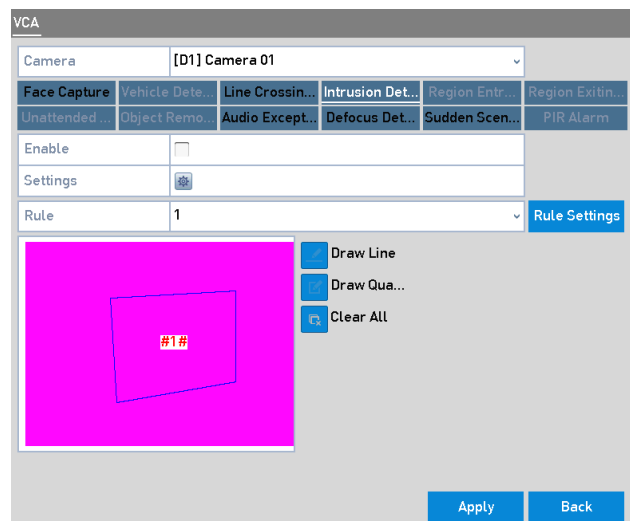 VCA
Camera [D1] Camera 01
Face Capture Vehicle Dete... Line Crossin... Intrusion Det... Region Entr... Region Exitin...
Unattended ... Object Remo... Audio Except... Defocus Det... Sudden Scen... PIR Alarm
Enable
Settings
Rule 1 Rule Settings
Draw Line
Draw Qua...
#1#
Clear All
Apply Back